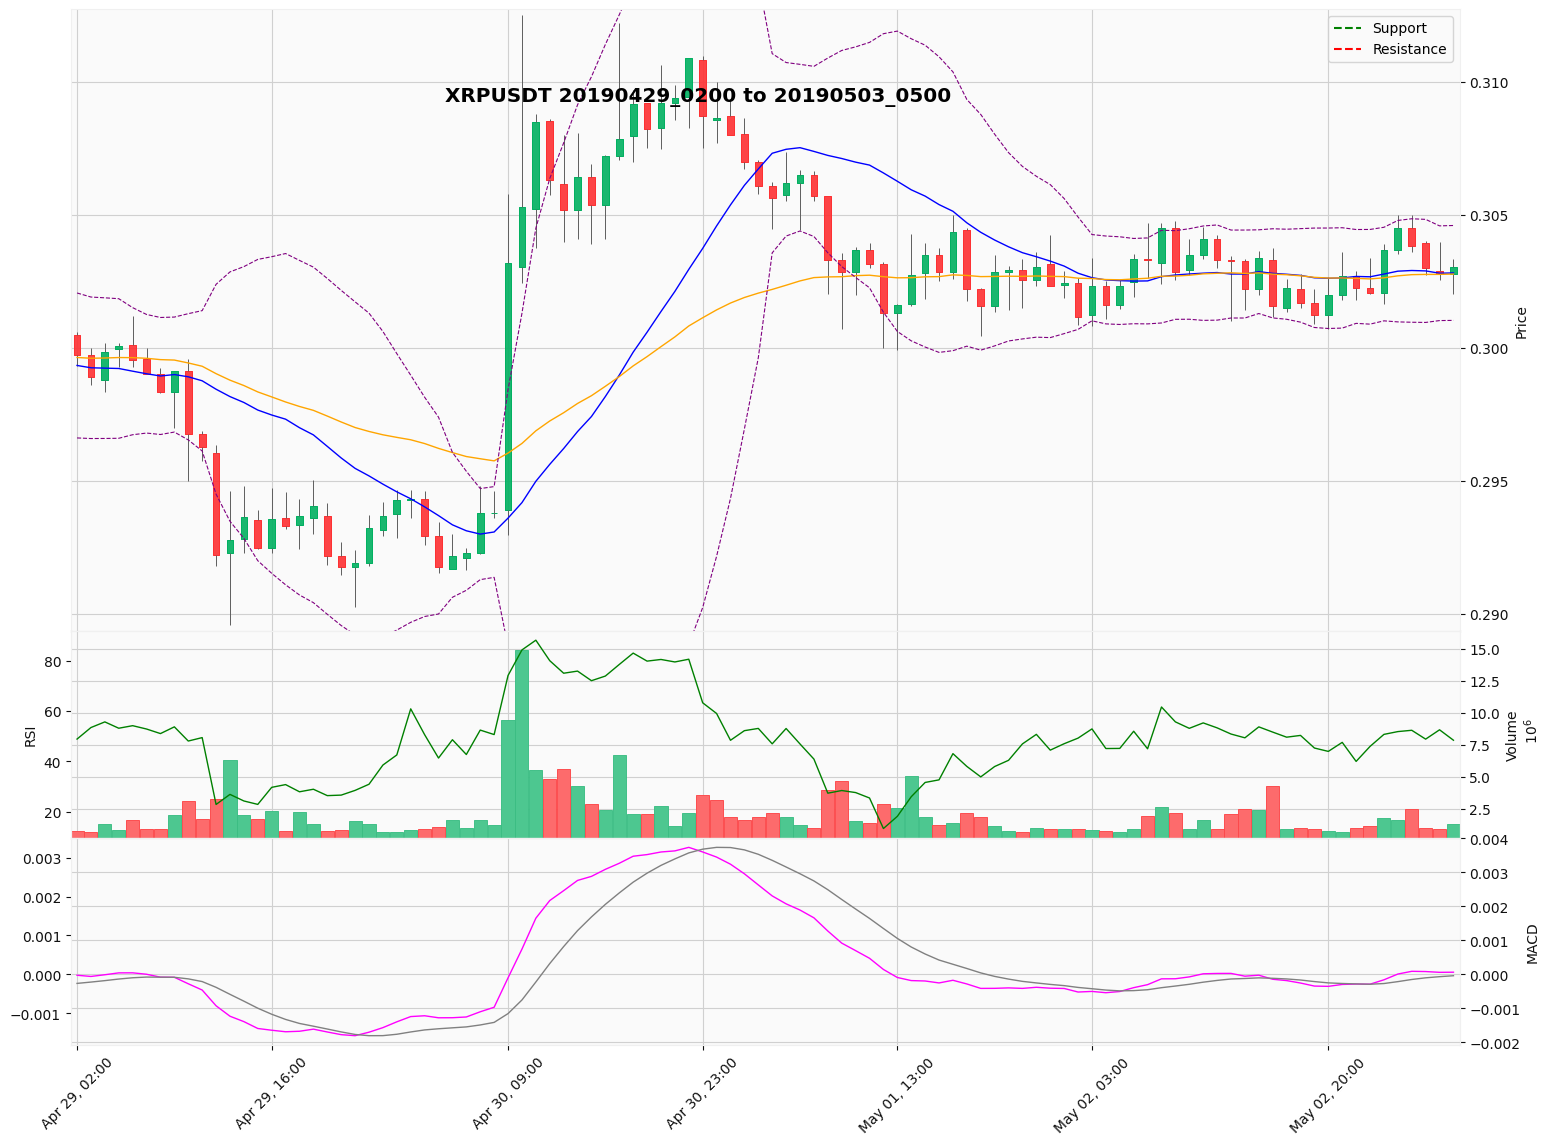 Support
Resistance
XRPUSDT 20190429_0200 to 20190503_0500
0.310
0.305
0.300
0.295
0.290
Price
80
60
40
20
RSI
15.0
12.5
10.0
7.5
5.0
2.5
Volume
10^6
0.003
0.002
0.001
0.000
−0.001
0.004
0.003
0.002
0.001
0.000
−0.001
−0.002
MACD
Apr 29, 02:00
Apr 29, 16:00
Apr 30, 09:00
Apr 30, 23:00
May 01, 13:00
May 02, 03:00
May 02, 20:00